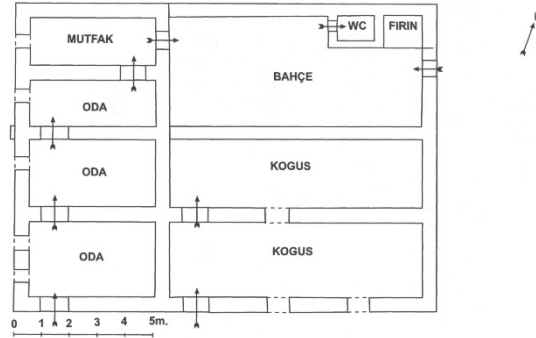 MUTFAK
WC
FIRIN
BAHÇE
ODA
ODA
KOGUS
ODA
KOGUS
0 1 2 3 4 5m.